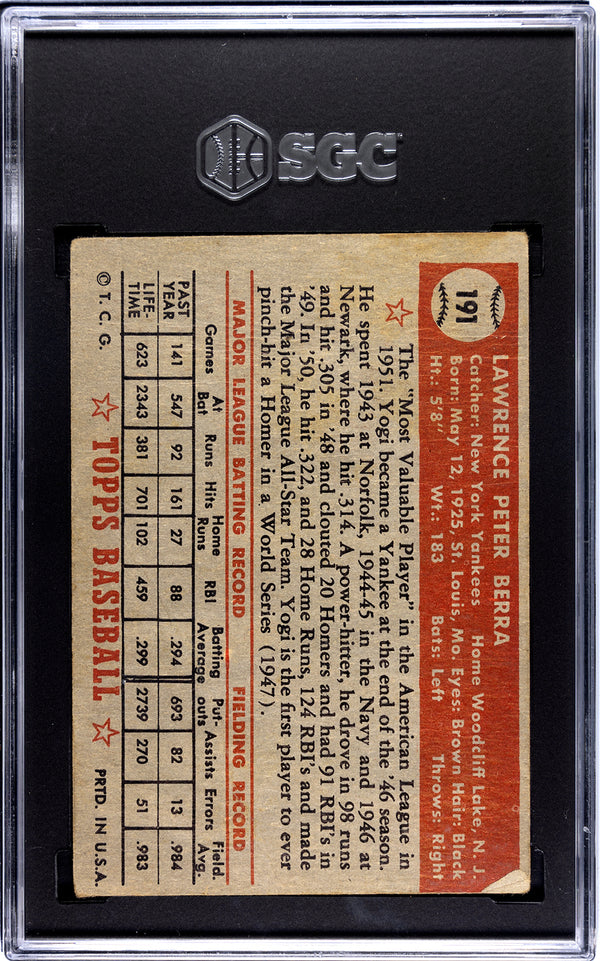 SGC
191
LAWRENCE PETER BERRA
Catcher: New York Yankees Home Woodcliff Lake, N. J.
Born: May 12, 1925, St. Louis, Mo. Eyes: Brown Hair: Black
Ht.: 5'8" Wt.: 183 Bats: Left Throws: Right
The "Most Valuable Player" in the American League in
1951. Yogi became a Yankee at the end of the '46 season.
He spent 1943 at Norfolk, 1944-45 in the Navy and 1946 at
Newark, where he hit .314. A power-hitter, he drove in 98 runs
and hit .305 in '48 and clouted 20 Homers and had 91 RBI's in
'49. In '50, he hit .322, and 28 Home Runs, 124 RBI's and made
the Major League All-Star Team. Yogi is the first player to ever
pinch-hit a Homer in a World Series (1947).
MAJOR LEAGUE BATTING RECORD FIELDING RECORD
Games At Bat Runs Hits Home Runs RBI Batting Average Put-outs Assists Errors Field. Avg.
PAST YEAR 141 547 92 161 27 88 .294 693 82 13 .984
LIFE-TIME 623 2343 381 701 102 459 .299 2739 270 51 .983
© T. C. G. TOPPS BASEBALL PRTD. IN U.S.A.